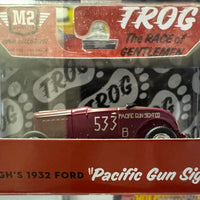 M2
TROG
The RACE of
GENTLEMEN
TROG
TROG
533
PACIFIC GUN SIGHT CO
B
GH'S 1932 FORD "Pacific Gun Sig